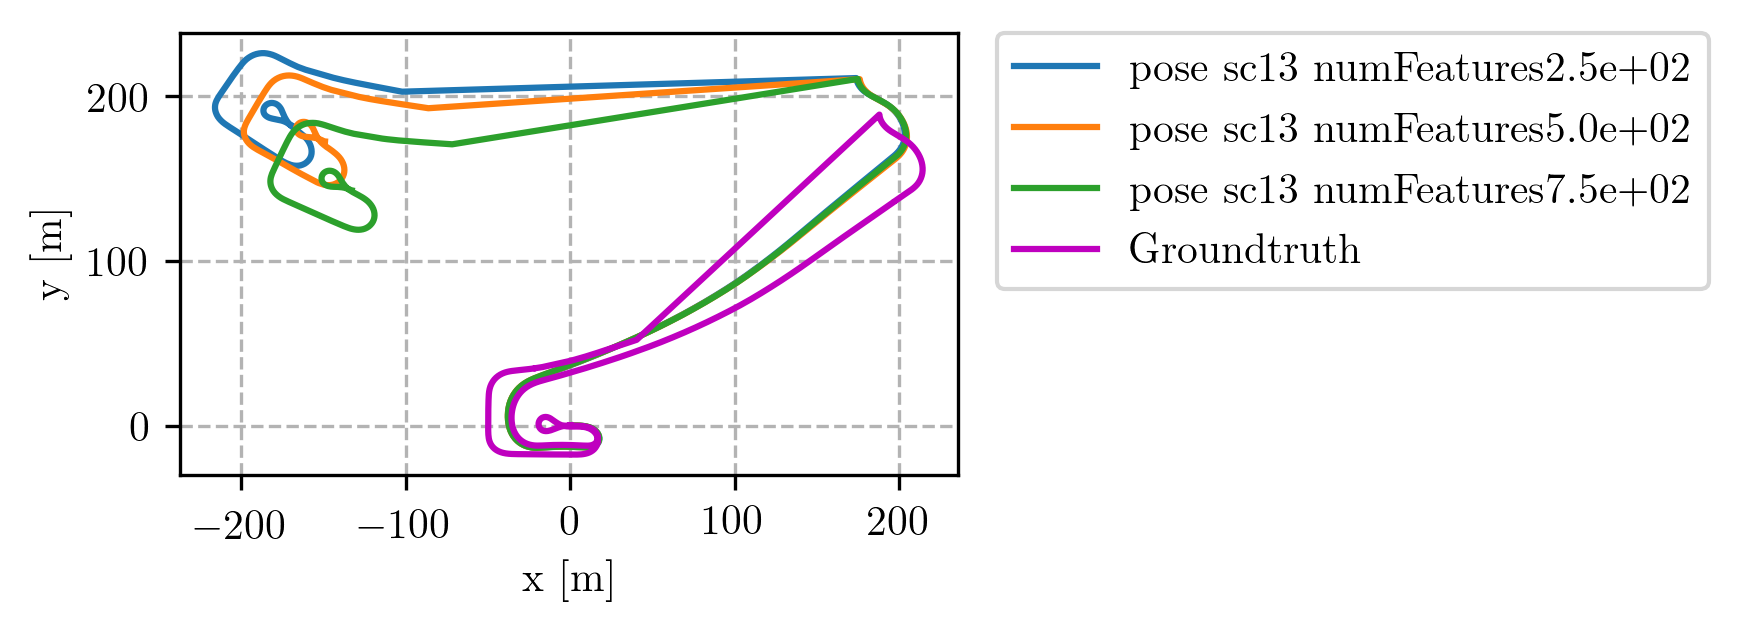 200
100
0
y [m]
−200
−100
0
100
200
x [m]
pose sc13 numFeatures2.5e+02
pose sc13 numFeatures5.0e+02
pose sc13 numFeatures7.5e+02
Groundtruth